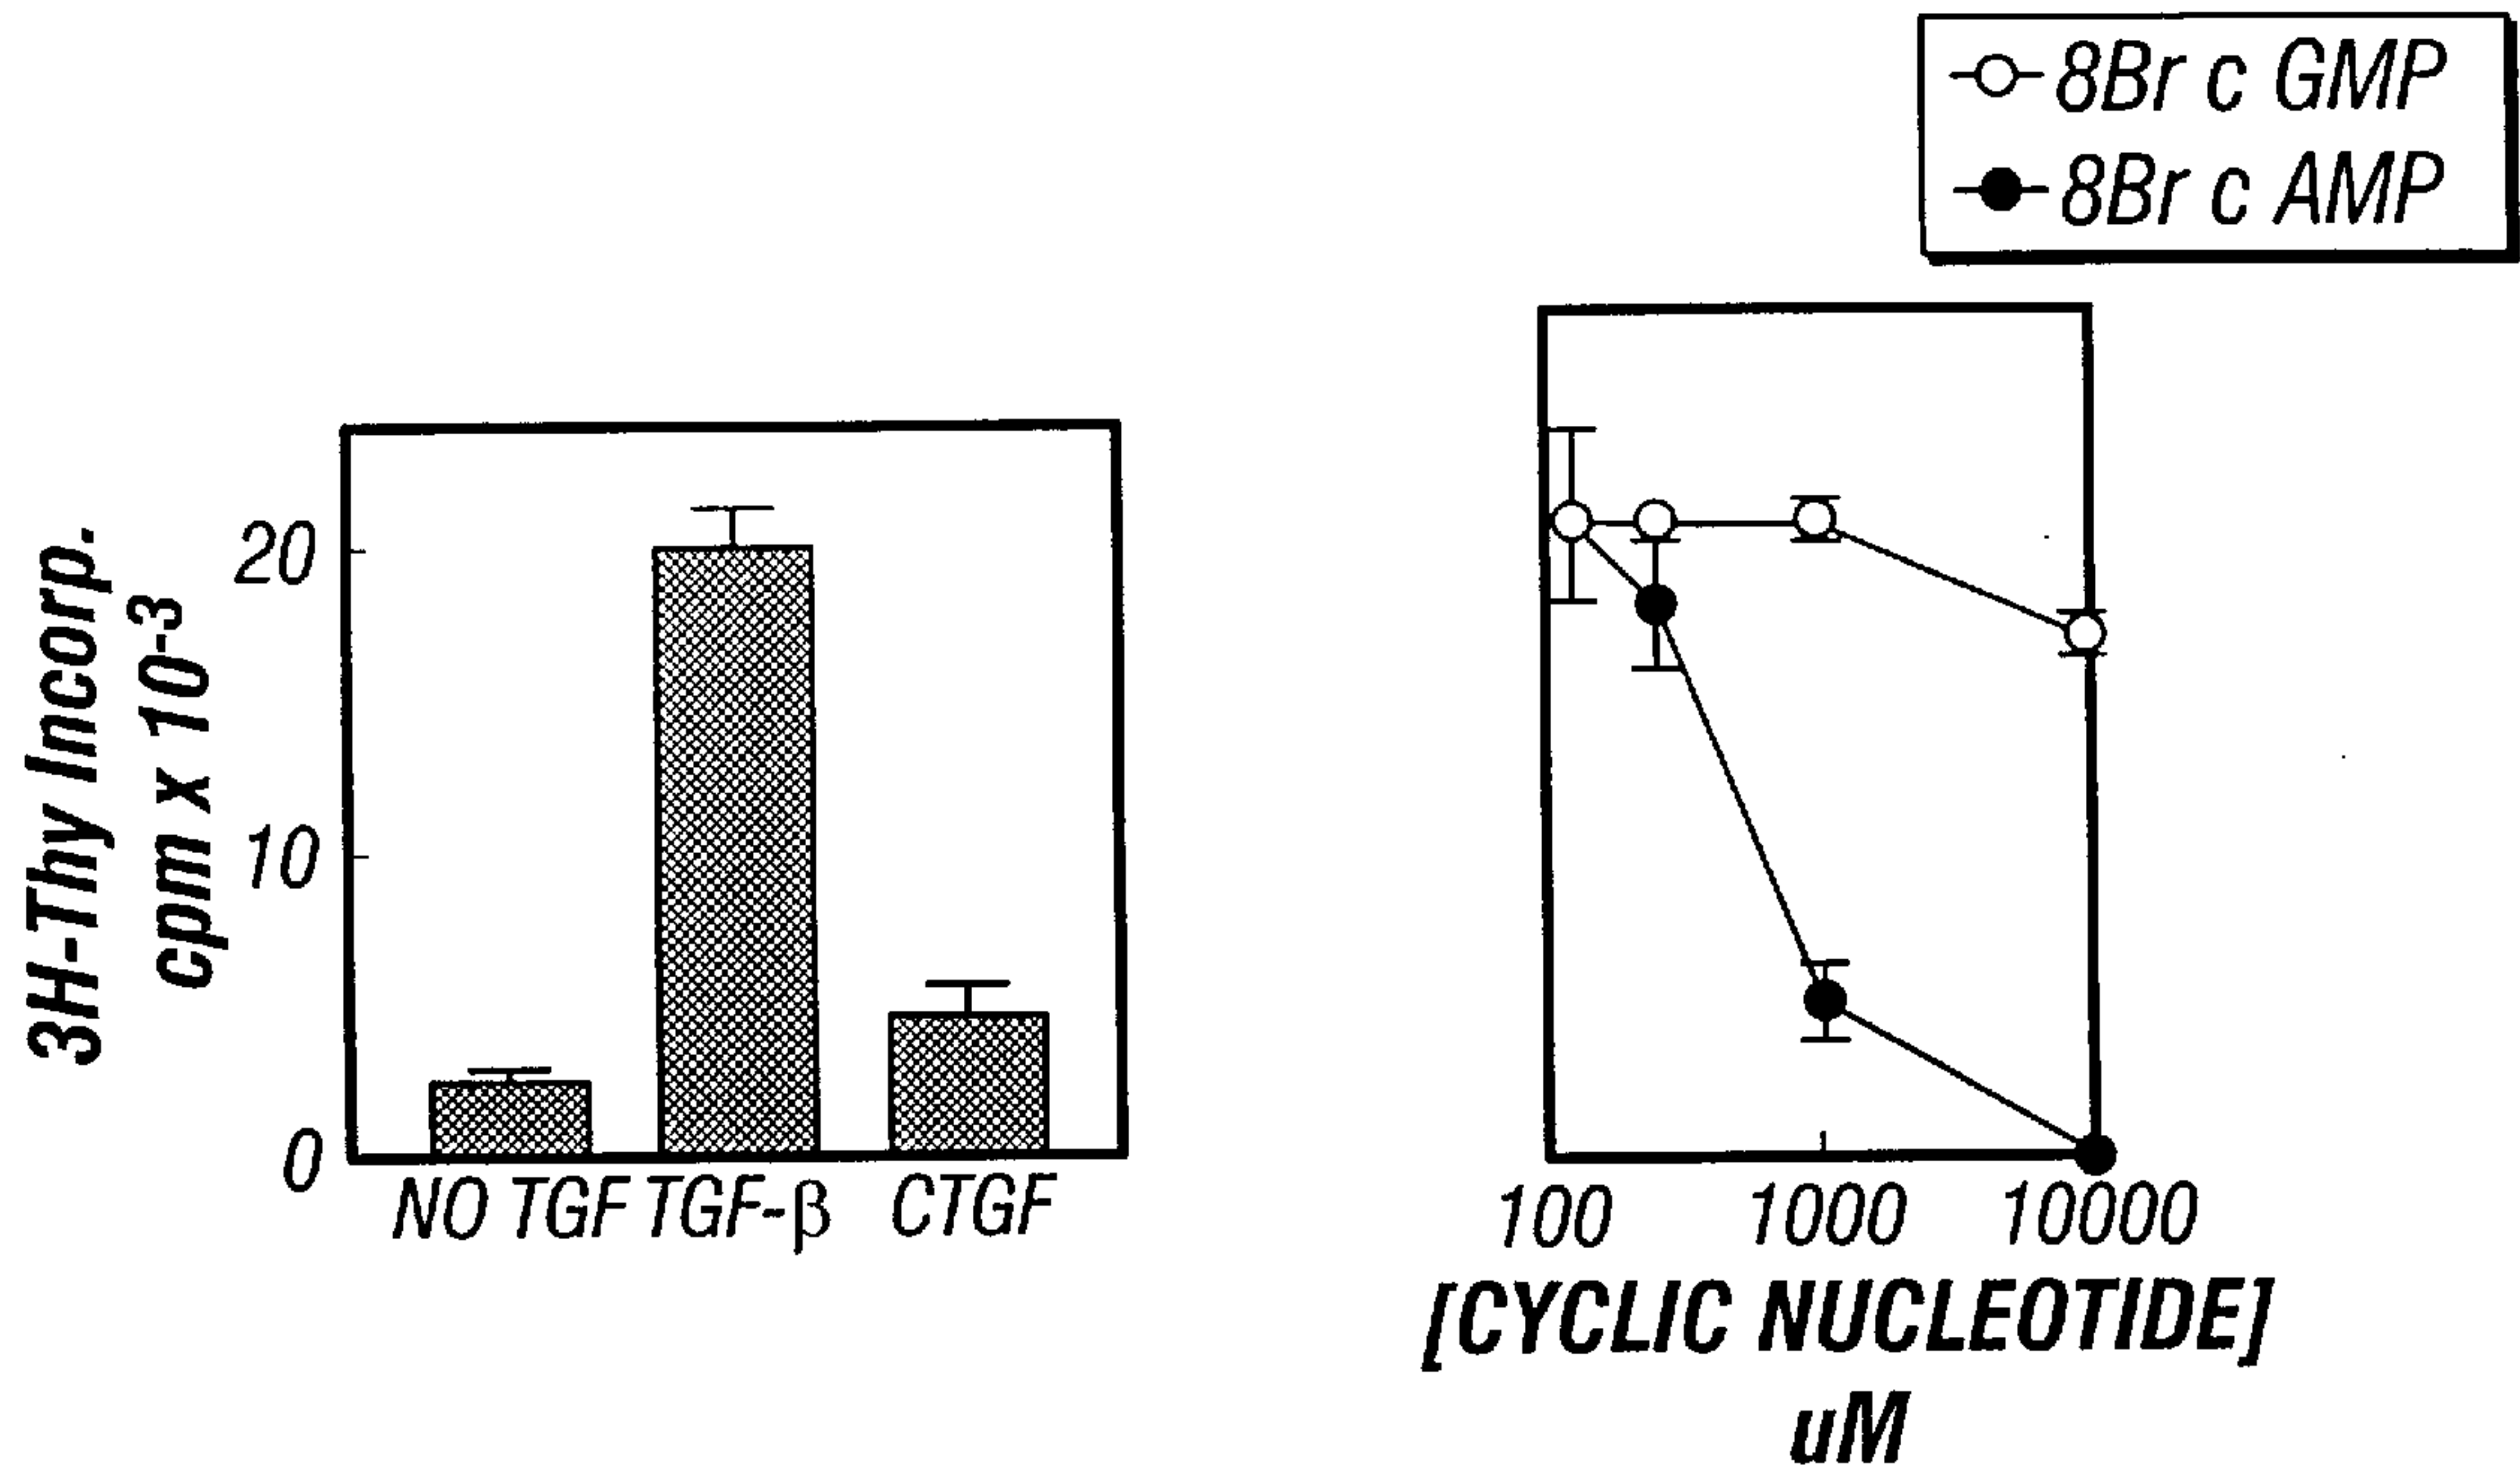 8Br c GMP
8Br c AMP
3H-Thy Incorp.
cpm x 10-3
20
10
0
NO TGF TGF-β CTGF
100 1000 10000
[CYCLIC NUCLEOTIDE]
uM